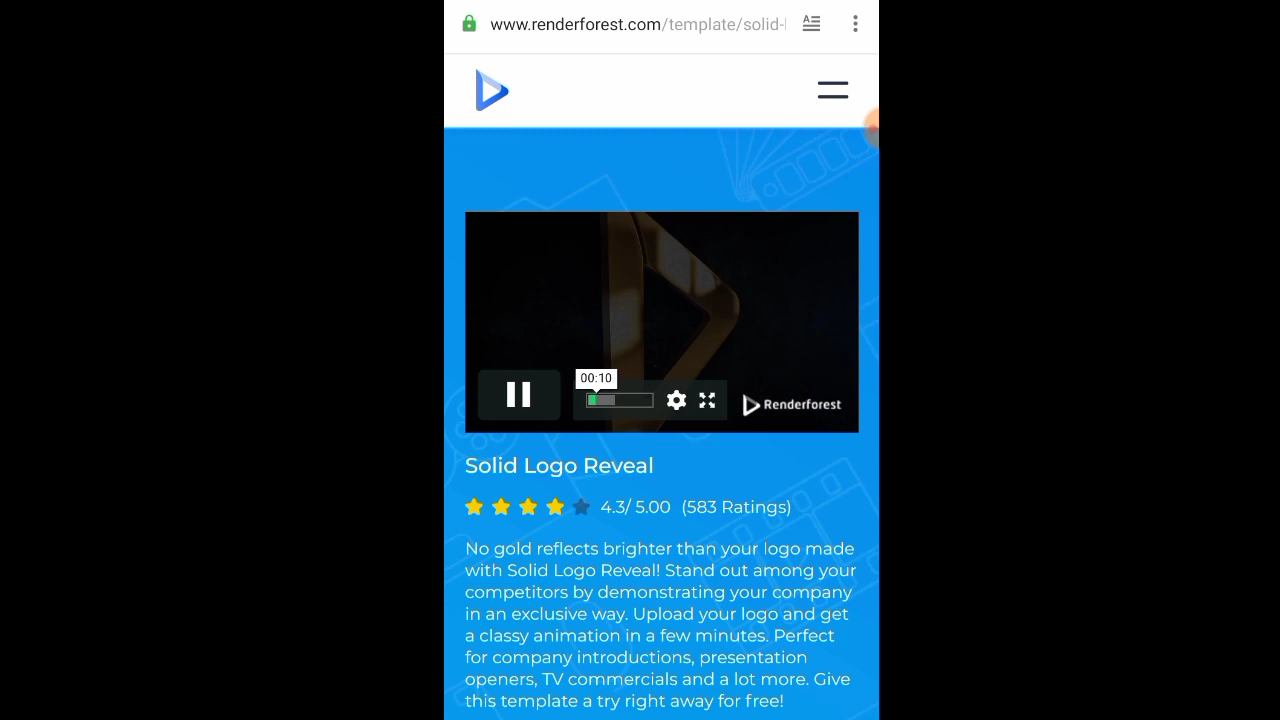 www.renderforest.com/template/solid-l
00:10
Renderforest
Solid Logo Reveal
4.3/ 5.00 (583 Ratings)
No gold reflects brighter than your logo made
with Solid Logo Reveal! Stand out among your
competitors by demonstrating your company
in an exclusive way. Upload your logo and get
a classy animation in a few minutes. Perfect
for company introductions, presentation
openers, TV commercials and a lot more. Give
this template a try right away for free!